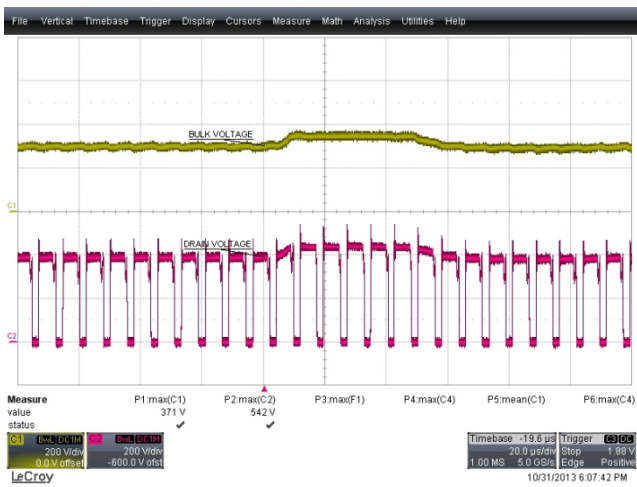 File Vertical Timebase Trigger Display Cursors Measure Math Analysis Utilities Help
BULK VOLTAGE
C1
DRAIN VOLTAGE
C2
Measure P1:max(C1) P2:max(C2) P3:max(F1) P4:max(C4) P5:mean(C1) P6:max(C4)
value 371 V 542 V
status
C1 BwL DC1M C2 BwL DC1M Timebase -19.6 µs Trigger C3 DC
200 V/div 200 V/div 20.0 µs/div Stop 1.88 V
0.0 V offset -600.0 V ofst 1.00 MS 5.0 GS/s Edge Positive
LeCroy 10/31/2013 6:07:42 PM